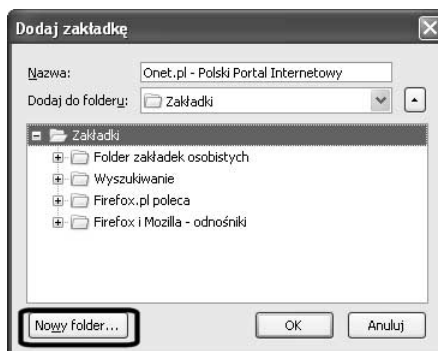 Dodaj zakładkę
Nazwa: Onet.pl - Polski Portal Internetowy
Dodaj do folderu: Zakładki
Zakładki
Folder zakładek osobistych
Wyszukiwanie
Firefox.pl poleca
Firefox i Mozilla - odnośniki
Nowy folder... OK Anuluj